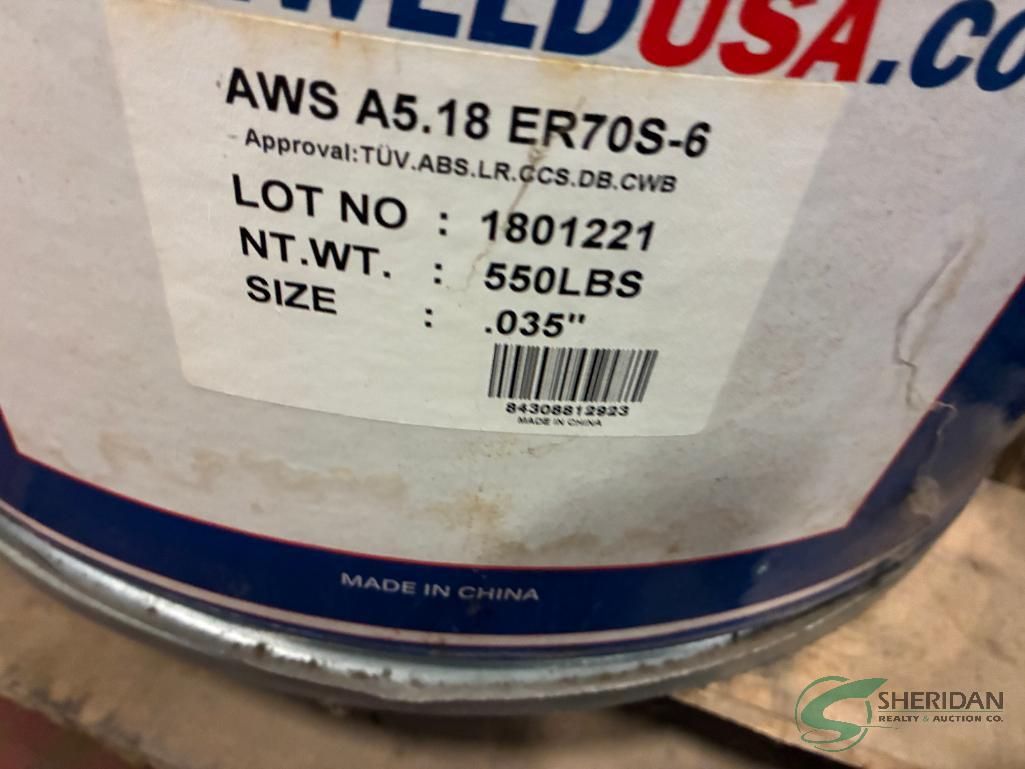 WELDUSA.CO
AWS A5.18 ER70S-6
- Approval:TÜV.ABS.LR.CCS.DB.CWB
LOT NO : 1801221
NT.WT. : 550LBS
SIZE : .035"
84308812923
MADE IN CHINA
MADE IN CHINA
SHERIDAN
REALTY & AUCTION CO.